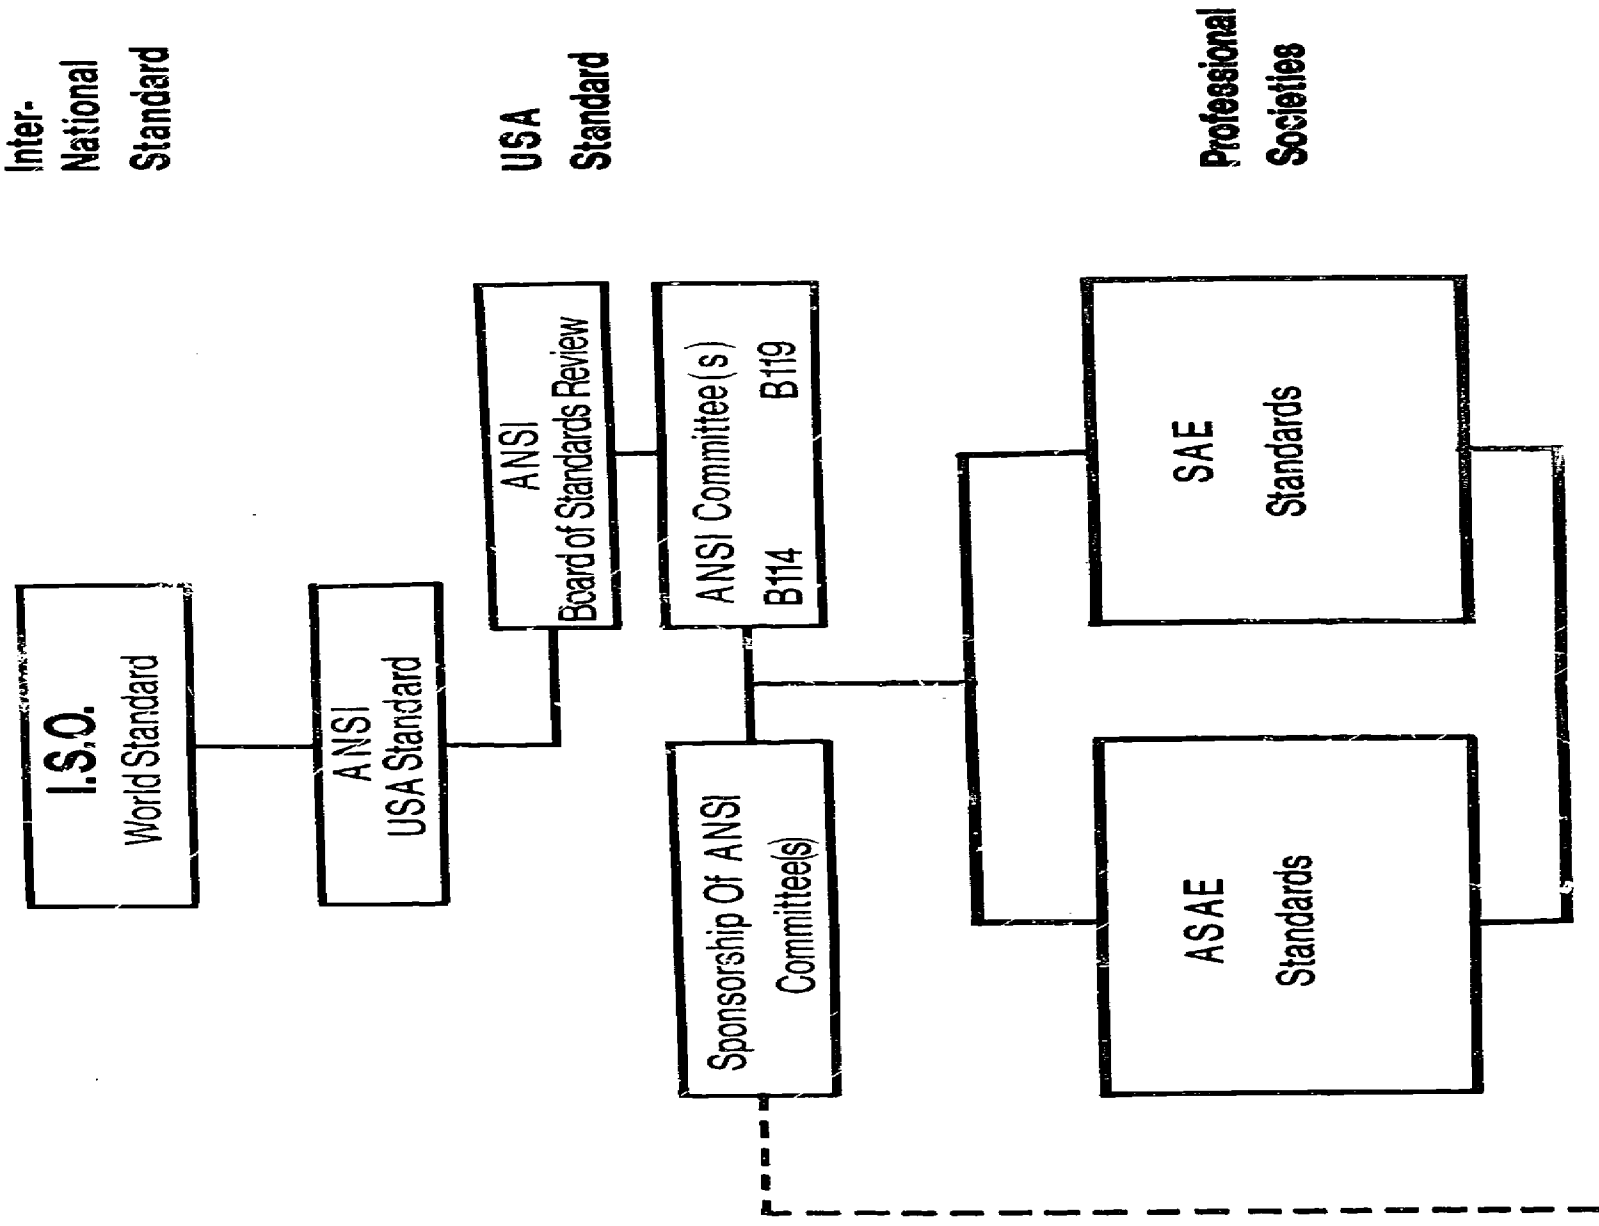 Inter-
National
Standard
I.S.O.
World Standard
ANSI
USA Standard
USA
Standard
ANSI
Board of Standards Review
ANSI Committee(s)
B114 B119
Sponsorship Of ANSI
Committee(s)
Professional
Societies
ASAE
Standards
SAE
Standards